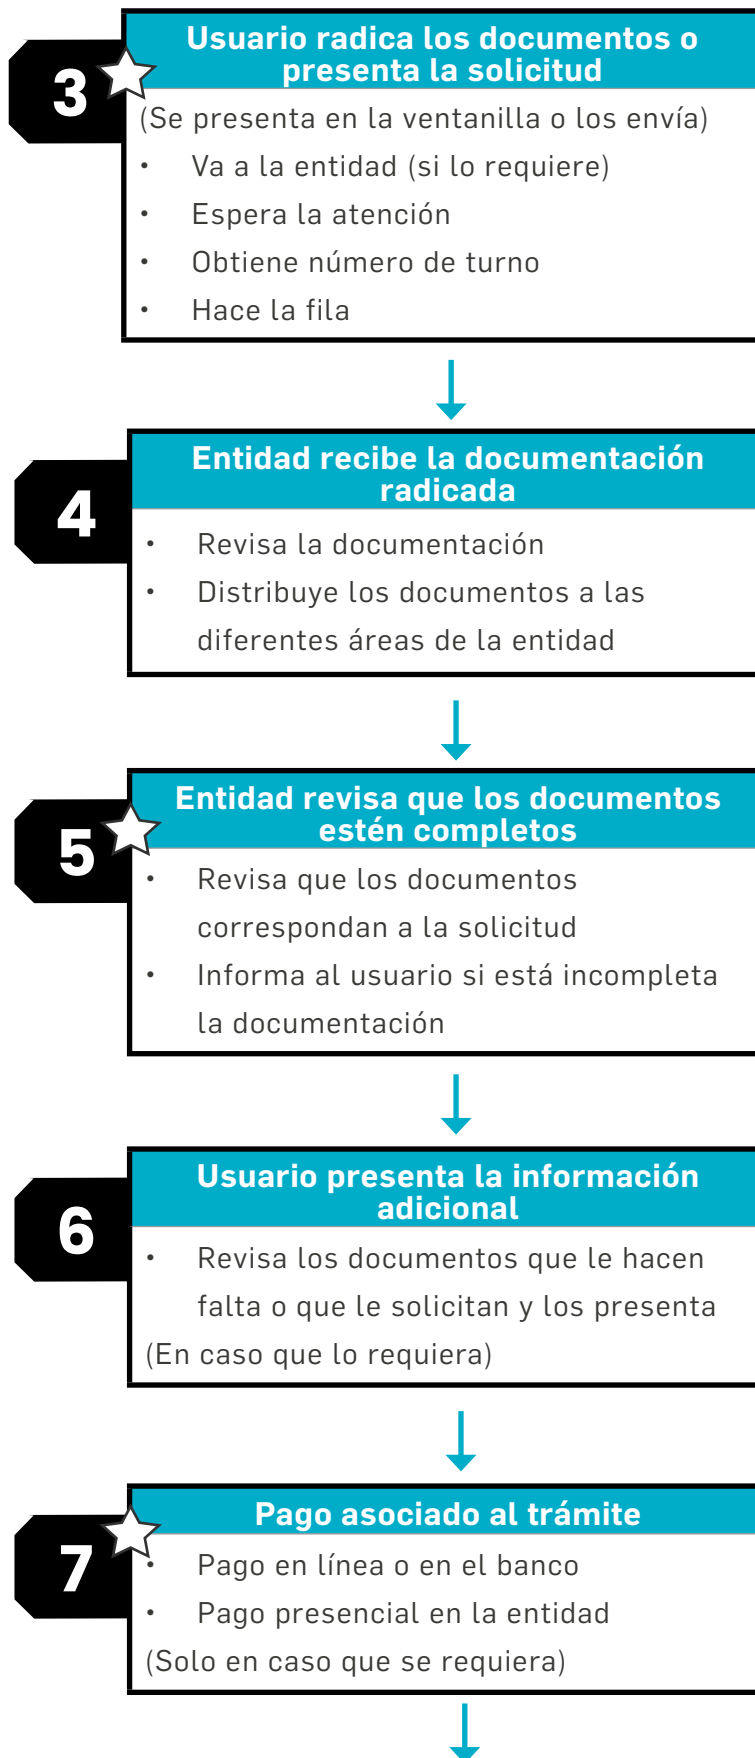 3
Usuario radica los documentos o
presenta la solicitud
(Se presenta en la ventanilla o los envía)
• Va a la entidad (si lo requiere)
• Espera la atención
• Obtiene número de turno
• Hace la fila
4
Entidad recibe la documentación
radicada
• Revisa la documentación
• Distribuye los documentos a las
diferentes áreas de la entidad
5
Entidad revisa que los documentos
estén completos
• Revisa que los documentos
correspondan a la solicitud
• Informa al usuario si está incompleta
la documentación
6
Usuario presenta la información
adicional
• Revisa los documentos que le hacen
falta o que le solicitan y los presenta
(En caso que lo requiera)
7
Pago asociado al trámite
• Pago en línea o en el banco
• Pago presencial en la entidad
(Solo en caso que se requiera)